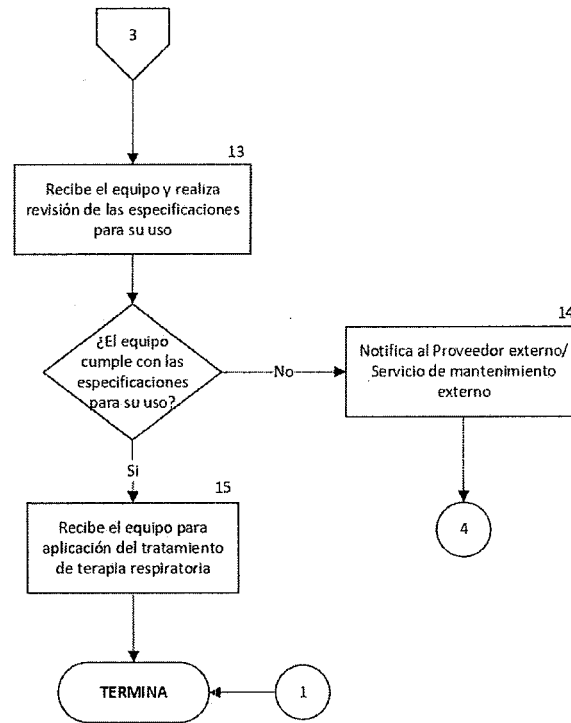 3
13
Recibe el equipo y realiza
revisión de las especificaciones
para su uso
¿El equipo
cumple con las
especificaciones
para su uso?
No
14
Notifica al Proveedor externo/
Servicio de mantenimiento
externo
4
Si
15
Recibe el equipo para
aplicación del tratamiento
de terapia respiratoria
TERMINA
1